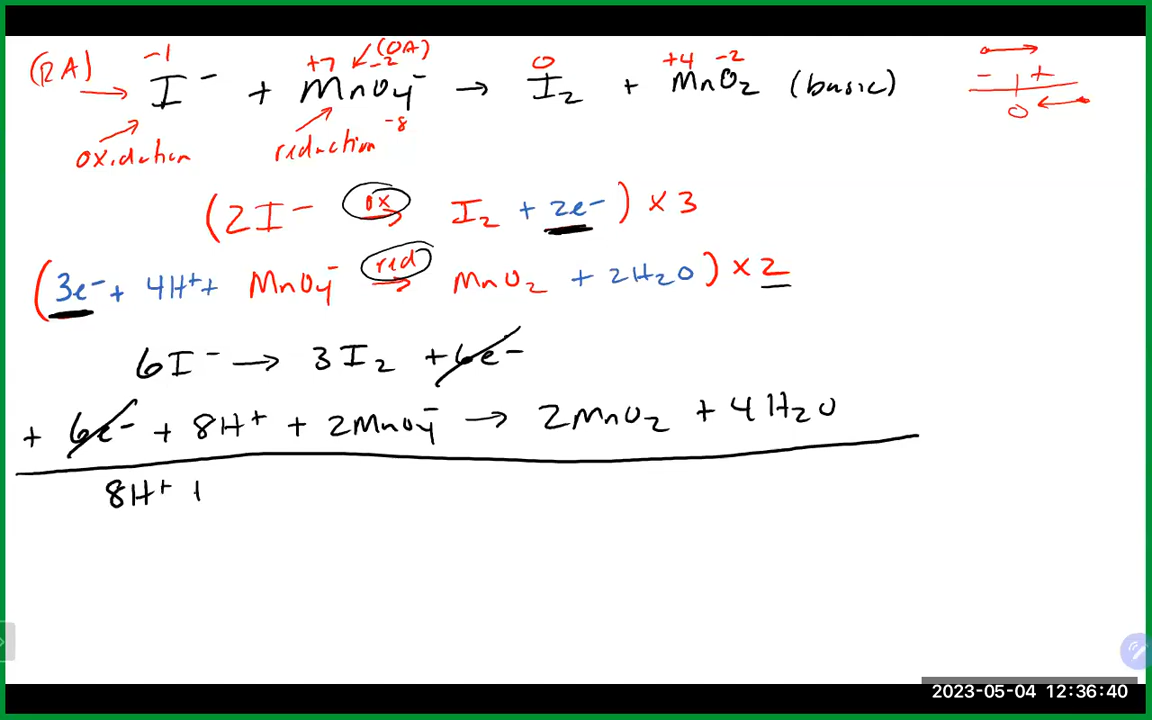 -1 +7 (OA) -2 0 +4 -2
(RA) I⁻ + MnO₄⁻ → I₂ + MnO₂ (basic) - + 0
oxidation reduction -8
(2I⁻ ox→ I₂ + 2e⁻) × 3
(3e⁻ + 4H⁺ + MnO₄⁻ red→ MnO₂ + 2H₂O) × 2
6I⁻ → 3I₂ + 6e⁻
+ 6e⁻ + 8H⁺ + 2MnO₄⁻ → 2MnO₂ + 4H₂O
8H⁺
2023-05-04 12:36:40